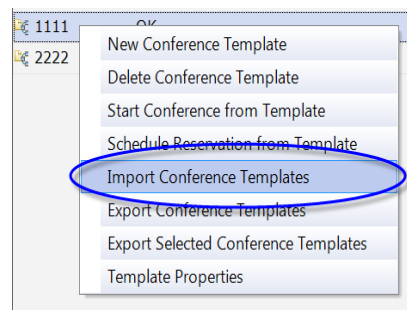 1111 OK
2222
New Conference Template
Delete Conference Template
Start Conference from Template
Schedule Reservation from Template
Import Conference Templates
Export Conference Templates
Export Selected Conference Templates
Template Properties